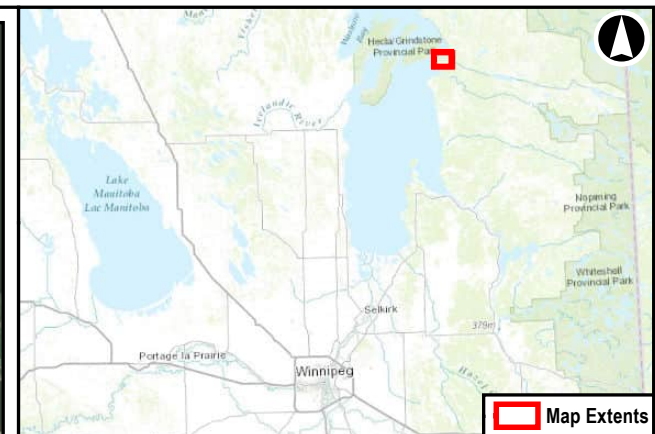 Hecla/Grindstone
Provincial Park
Icelandic River
Lake
Manitoba
Lac Manitoba
Nopiming
Provincial Park
Whiteshell
Provincial Park
Selkirk
379m
Portage la Prairie
Winnipeg
Map Extents